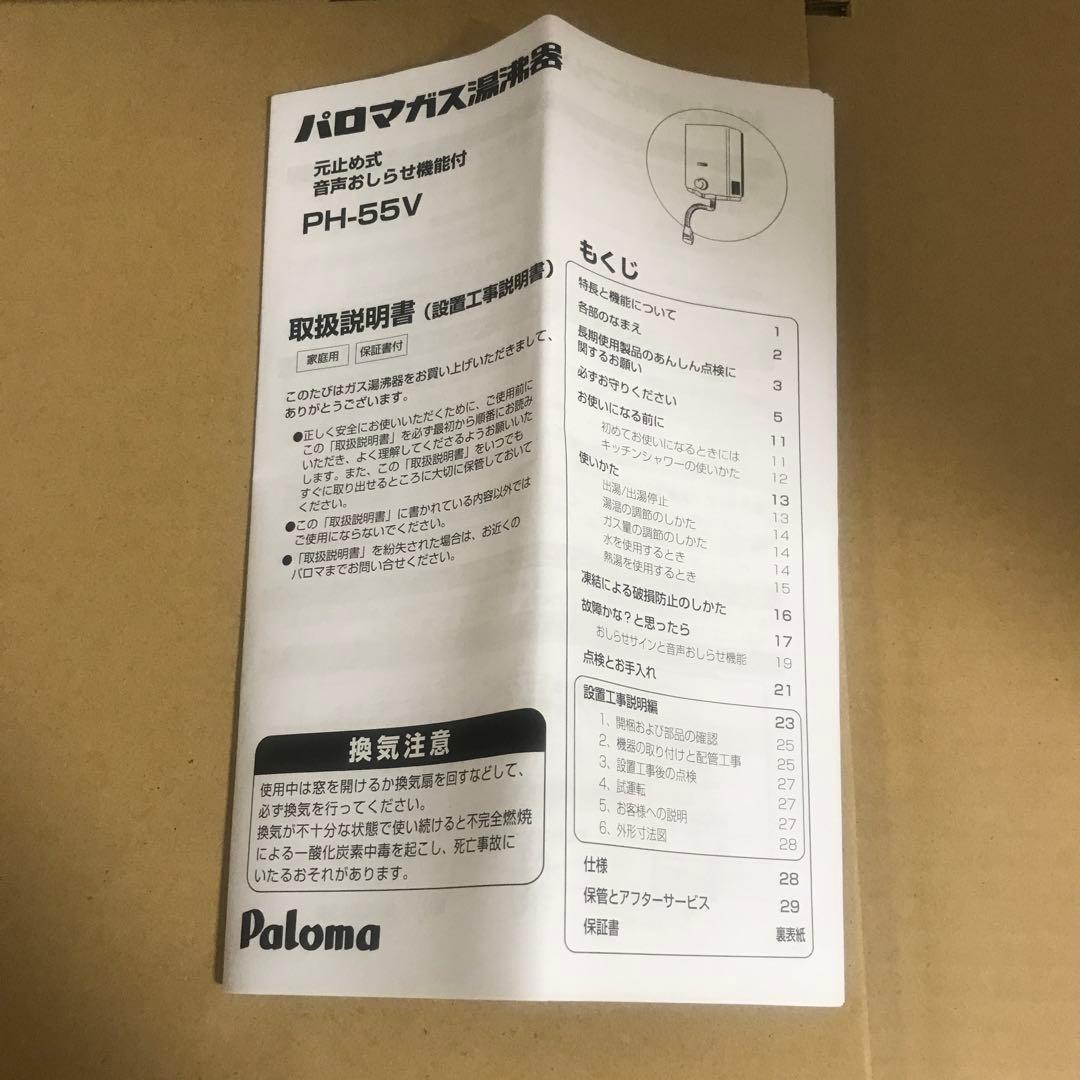 パロマガス湯沸器
元止め式
音声おしらせ機能付
PH-55V
取扱説明書（設置工事説明書）
家庭用 保証書付
このたびはガス湯沸器をお買い上げいただきまして、
ありがとうございます。
●正しく安全にお使いいただくために、ご使用前に
この「取扱説明書」を必ず最初から順番にお読み
いただき、よく理解してくださるようお願いいた
します。また、この「取扱説明書」をいつでも
すぐに取り出せるところに大切に保管しておいて
ください。
●この「取扱説明書」に書かれている内容以外では
ご使用にならないでください。
●「取扱説明書」を紛失された場合は、お近くの
パロマまでお問い合せください。
換気注意
使用中は窓を開けるか換気扇を回すなどして、
必ず換気を行ってください。
換気が不十分な状態で使い続けると不完全燃焼
による一酸化炭素中毒を起こし、死亡事故に
いたるおそれがあります。
Paloma
もくじ
特長と機能について 1
各部のなまえ 2
長期使用製品のあんしん点検に
関するお願い 3
必ずお守りください 5
お使いになる前に 11
初めてお使いになるときには 11
キッチンシャワーの使いかた 12
使いかた 13
出湯/出湯停止 13
湯温の調節のしかた 14
ガス量の調節のしかた 14
水を使用するとき 14
熱湯を使用するとき 15
凍結による破損防止のしかた 16
故障かな？と思ったら 17
おしらせサインと音声おしらせ機能 19
点検とお手入れ 21
設置工事説明編 23
1、開梱および部品の確認 25
2、機器の取り付けと配管工事 25
3、設置工事後の点検 27
4、試運転 27
5、お客様への説明 27
6、外形寸法図 28
仕様 28
保管とアフターサービス 29
保証書 裏表紙